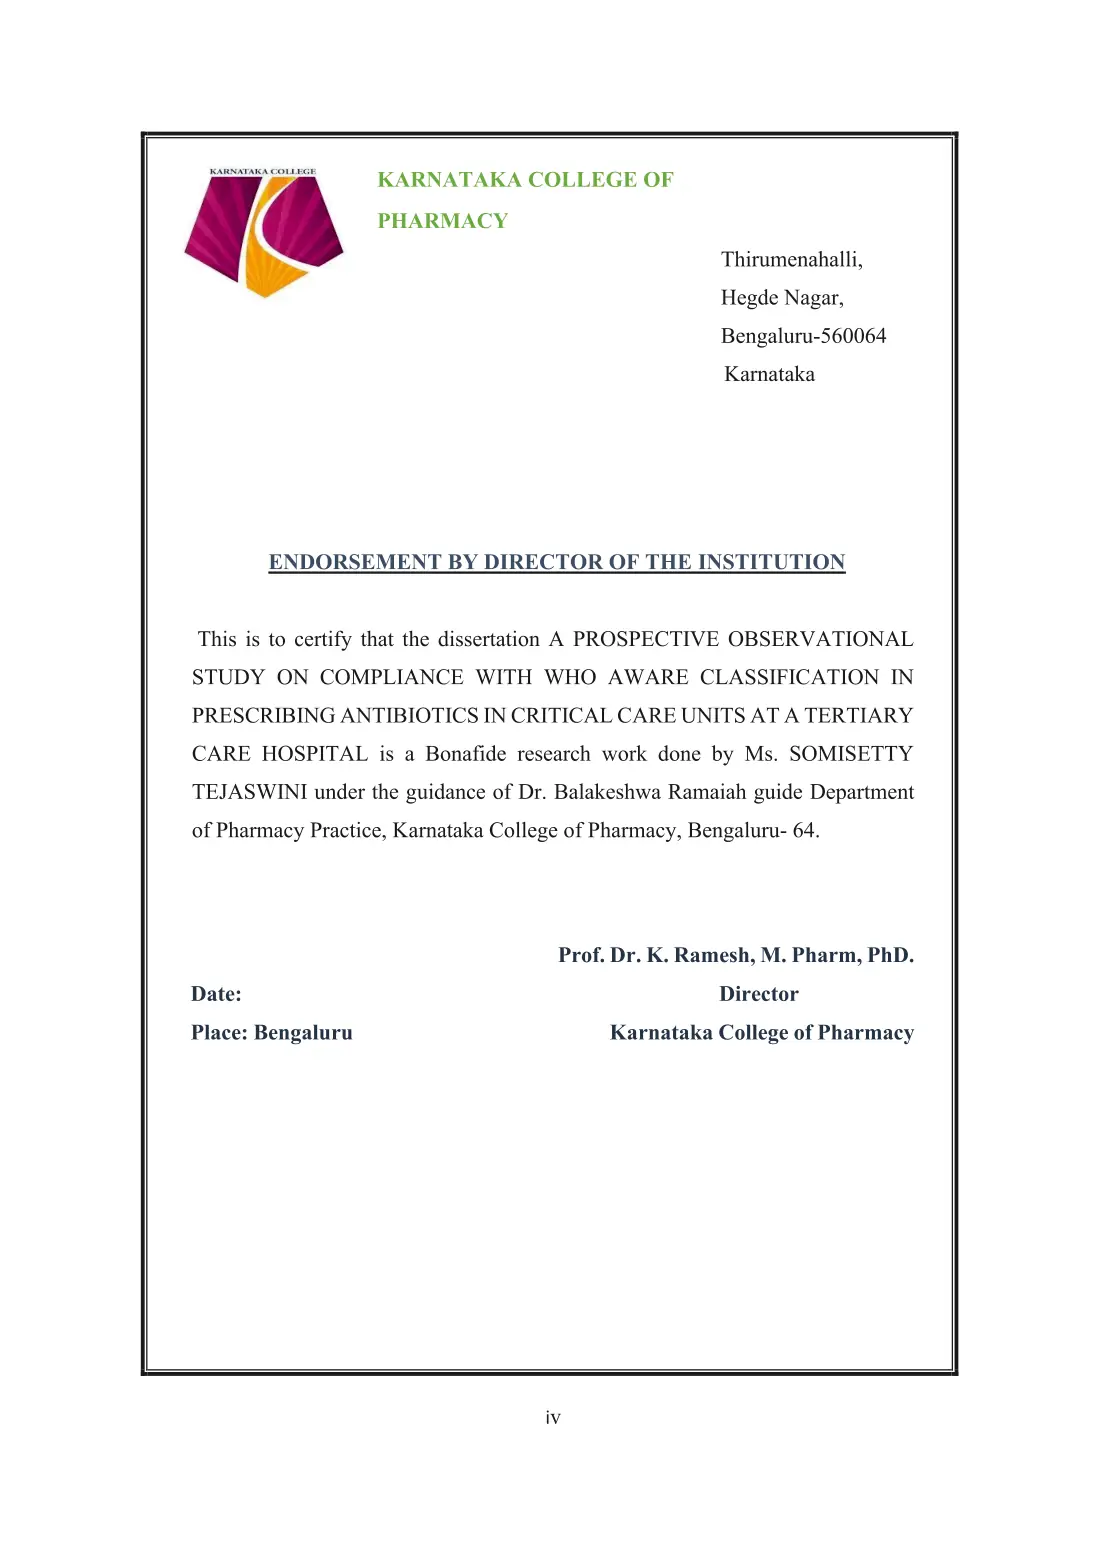 KARNATAKA COLLEGE
KARNATAKA COLLEGE OF
PHARMACY
Thirumenahalli,
Hegde Nagar,
Bengaluru-560064
Karnataka
ENDORSEMENT BY DIRECTOR OF THE INSTITUTION
This is to certify that the dissertation A PROSPECTIVE OBSERVATIONAL
STUDY ON COMPLIANCE WITH WHO AWARE CLASSIFICATION IN
PRESCRIBING ANTIBIOTICS IN CRITICAL CARE UNITS AT A TERTIARY
CARE HOSPITAL is a Bonafide research work done by Ms. SOMISETTY
TEJASWINI under the guidance of Dr. Balakeshwa Ramaiah guide Department
of Pharmacy Practice, Karnataka College of Pharmacy, Bengaluru- 64.
Prof. Dr. K. Ramesh, M. Pharm, PhD.
Date: Director
Place: Bengaluru Karnataka College of Pharmacy
iv